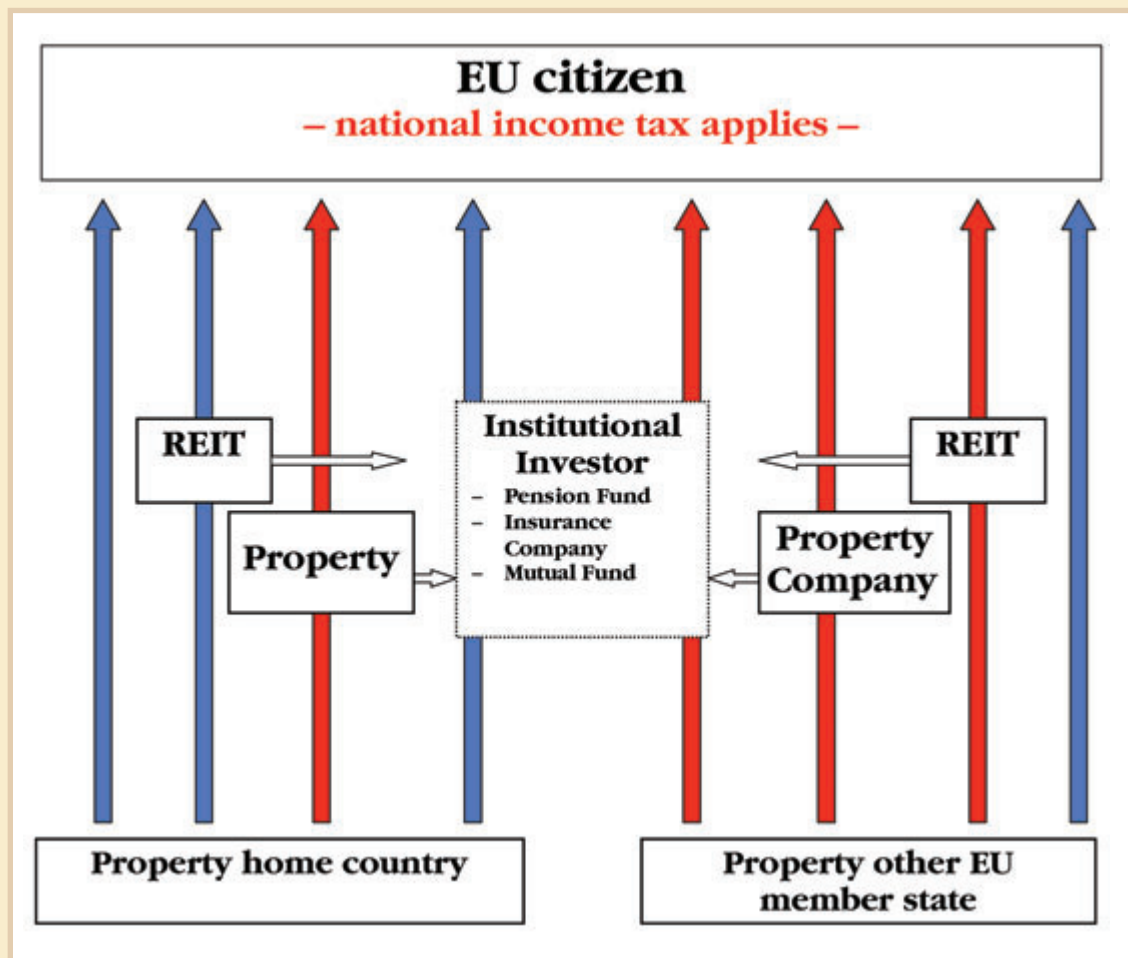 EU citizen
– national income tax applies –
REIT
Property
Institutional
Investor
– Pension Fund
– Insurance
Company
– Mutual Fund
REIT
Property
Company
Property home country
Property other EU
member state